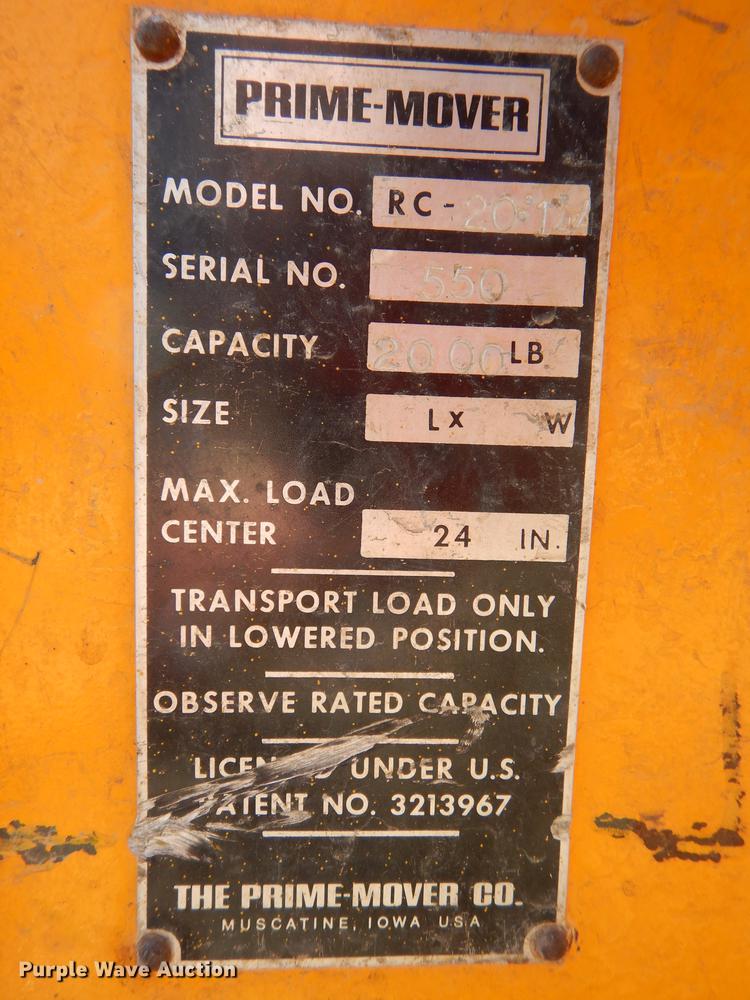 PRIME-MOVER
MODEL NO. RC-
SERIAL NO. 550
CAPACITY 2000 LB
SIZE L X W
MAX. LOAD
CENTER 24 IN.
TRANSPORT LOAD ONLY
IN LOWERED POSITION.
OBSERVE RATED CAPACITY
LICENSED UNDER U.S.
PATENT NO. 3213967
THE PRIME-MOVER CO.
MUSCATINE, IOWA USA
Purple Wave Auction